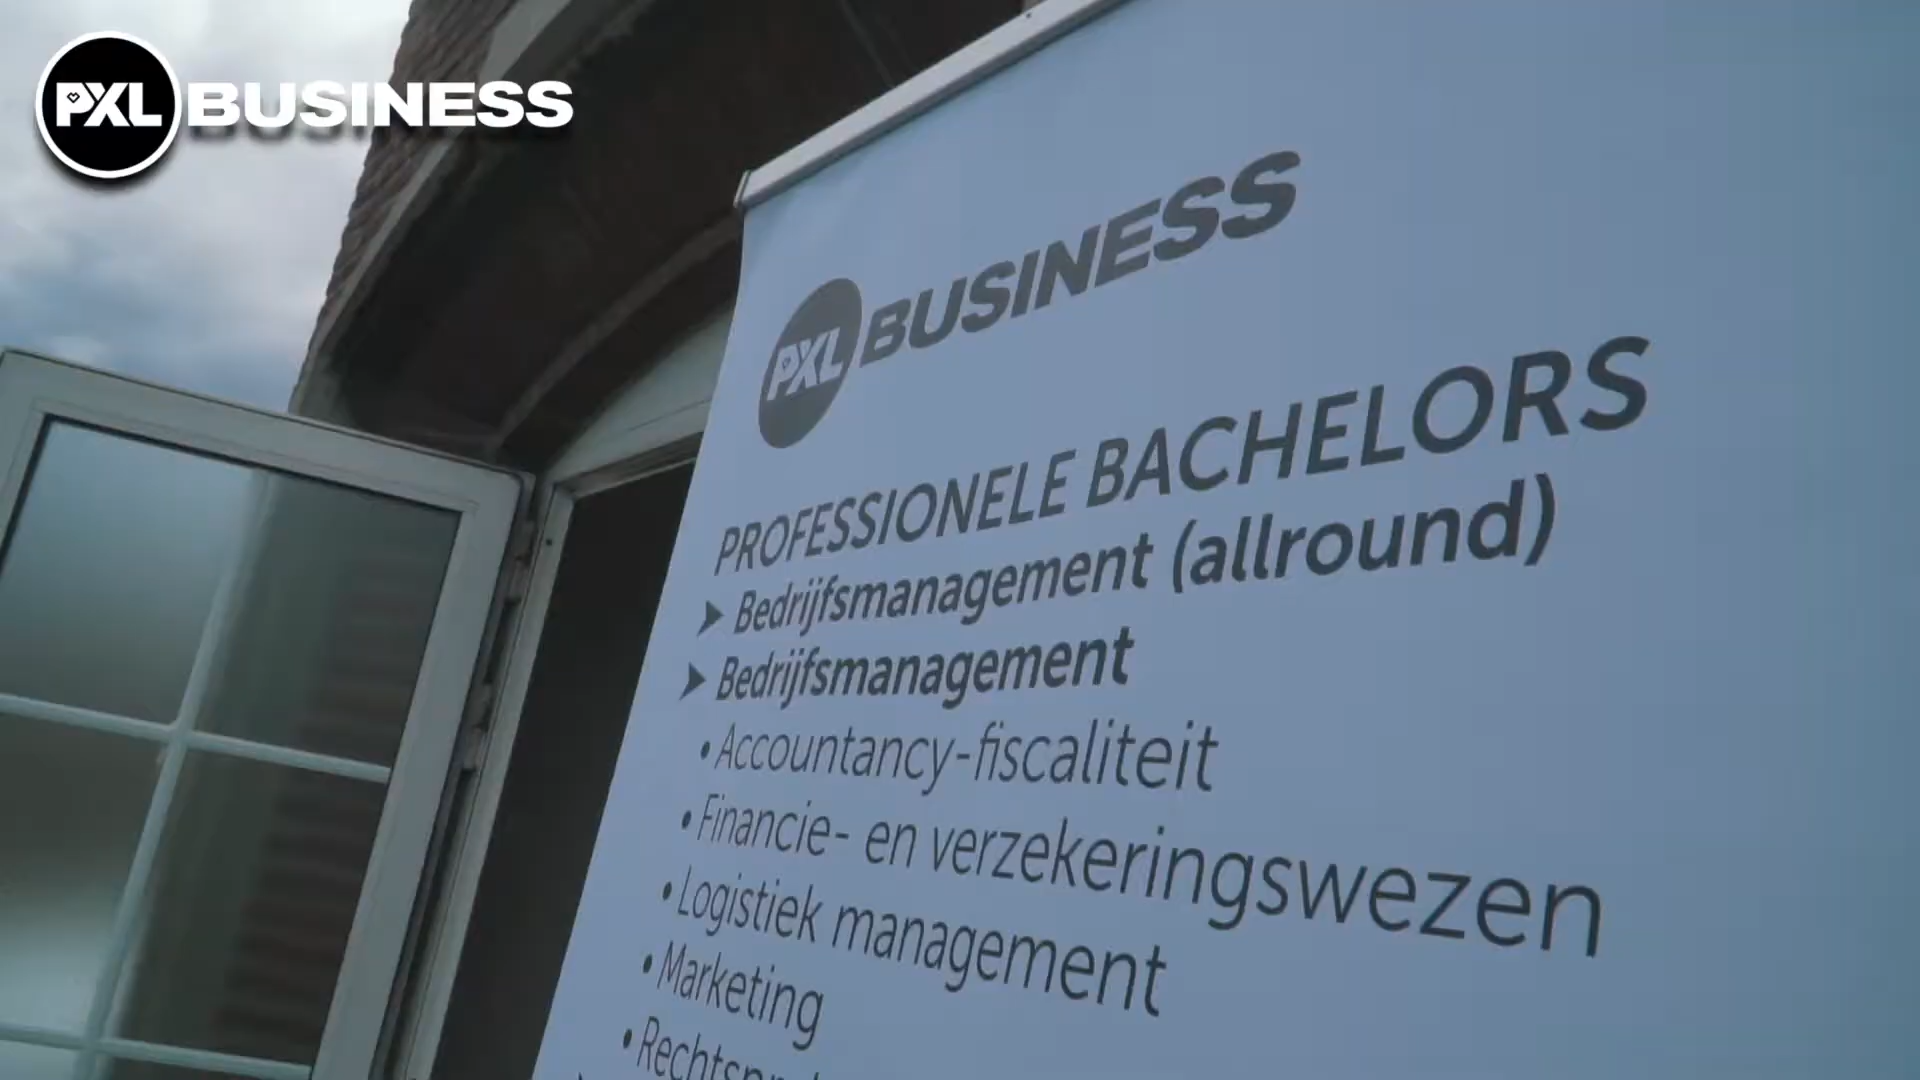 PXL BUSINESS
PXL BUSINESS
PROFESSIONELE BACHELORS
➤ Bedrijfsmanagement (allround)
➤ Bedrijfsmanagement
• Accountancy-fiscaliteit
• Financie- en verzekeringswezen
• Logistiek management
• Marketing